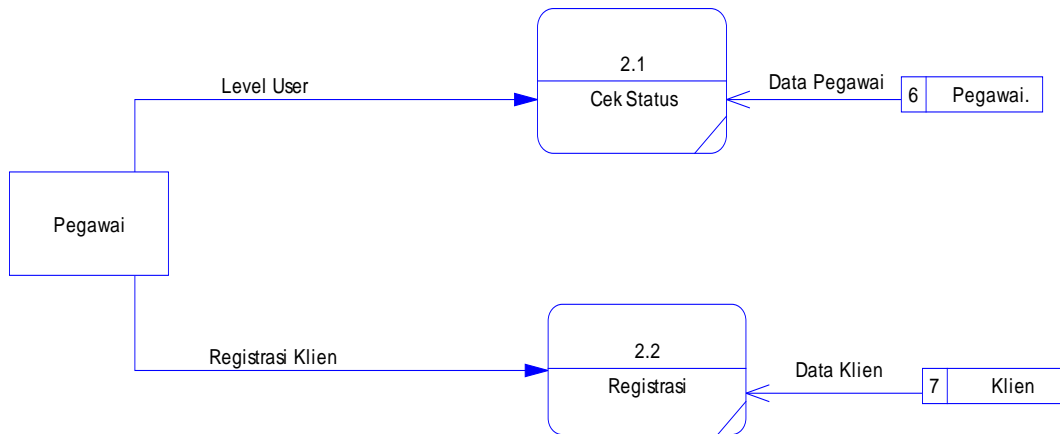 2.1
Level User
Cek Status
Data Pegawai
6 Pegawai.
Pegawai
Registrasi Klien
2.2
Registrasi
Data Klien
7 Klien